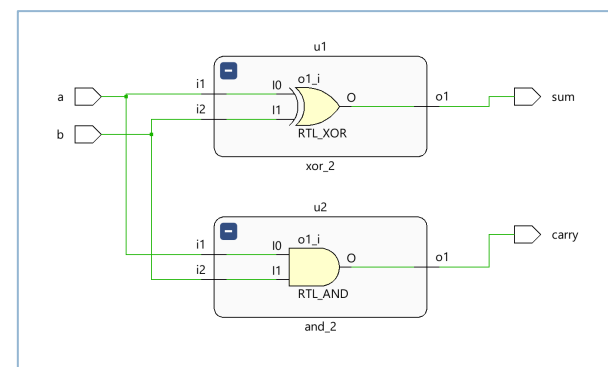 u1
a
i1
I0
o1_i
O
o1
sum
i2
I1
b
RTL_XOR
xor_2
u2
i1
I0
o1_i
O
o1
carry
i2
I1
RTL_AND
and_2